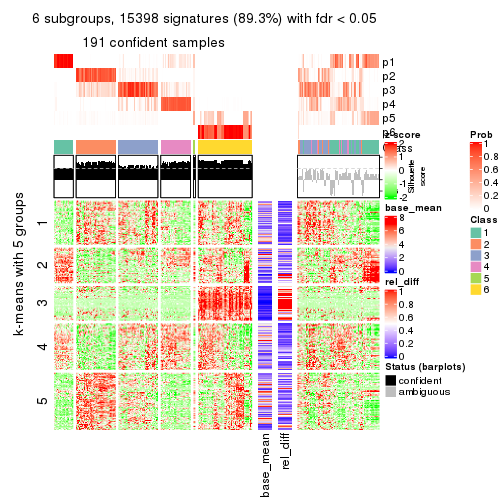 6 subgroups, 15398 signatures (89.3%) with fdr < 0.05
191 confident samples
p1
p2
p3
p4
p5
p6
Class
z-score
2
1
0
-1
-2
Silhouette
score
Prob
1
0.8
0.6
0.4
0.2
0
base_mean
8
6
4
2
0
Class
1
2
3
4
5
6
rel_diff
1
0.8
0.6
0.4
0.2
0
Status (barplots)
confident
ambiguous
k-means with 5 groups
1
2
3
4
5
base_mean
rel_diff